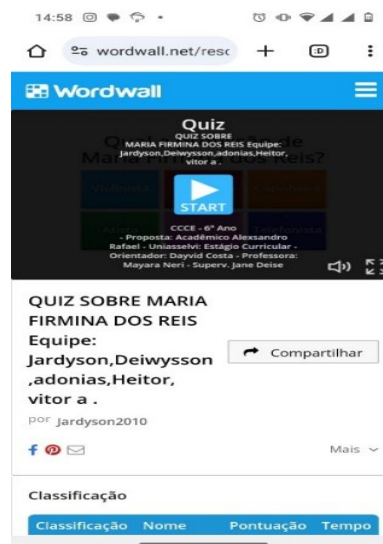 14:58
wordwall.net/resc
:D
Wordwall
Quiz
QUIZ SOBRE
MARIA FIRMINA DOS REIS Equipe:
Jardyson,Deiwysson,adonias,Heitor,
vitor a .
START
CCCE - 6º Ano
- Proposta: Acadêmico Alexsandro
Rafael - Uniasselvi: Estágio Curricular -
Orientador: Dayvid Costa - Professora:
Mayara Neri - Superv. Jane Deise
QUIZ SOBRE MARIA
FIRMINA DOS REIS
Equipe:
Jardyson,Deiwysson
,adonias,Heitor,
vitor a .
Compartilhar
por Jardyson2010
Mais
Classificação
Classificação Nome Pontuação Tempo